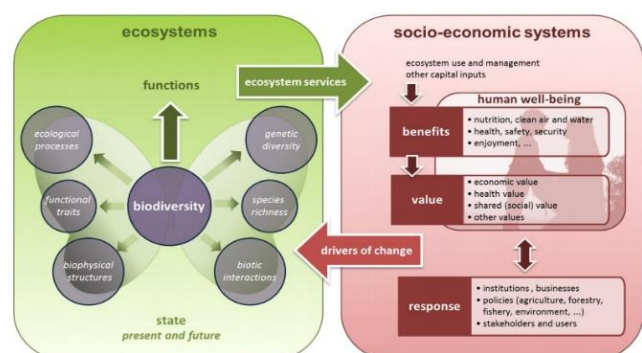 ecosystems
functions
ecological
processes
genetic
diversity
functional
traits
biodiversity
species
richness
biophysical
structures
biotic
interactions
state
present and future
ecosystem services
drivers of change
socio-economic systems
ecosystem use and management
other capital inputs
human well-being
benefits
• nutrition, clean air and water
• health, safety, security
• enjoyment, ...
value
• economic value
• health value
• shared (social) value
• other values
response
• institutions , businesses
• policies (agriculture, forestry,
fishery, environment, ...)
• stakeholders and users